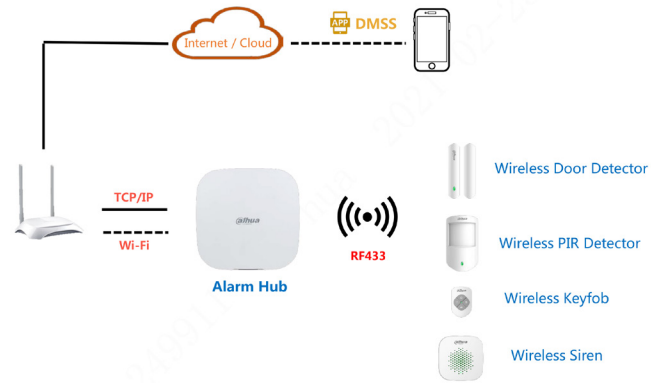 APP DMSS
Internet / Cloud
Wireless Door Detector
TCP/IP
alhua
Wi-Fi
RF433
Wireless PIR Detector
Alarm Hub
Wireless Keyfob
Wireless Siren